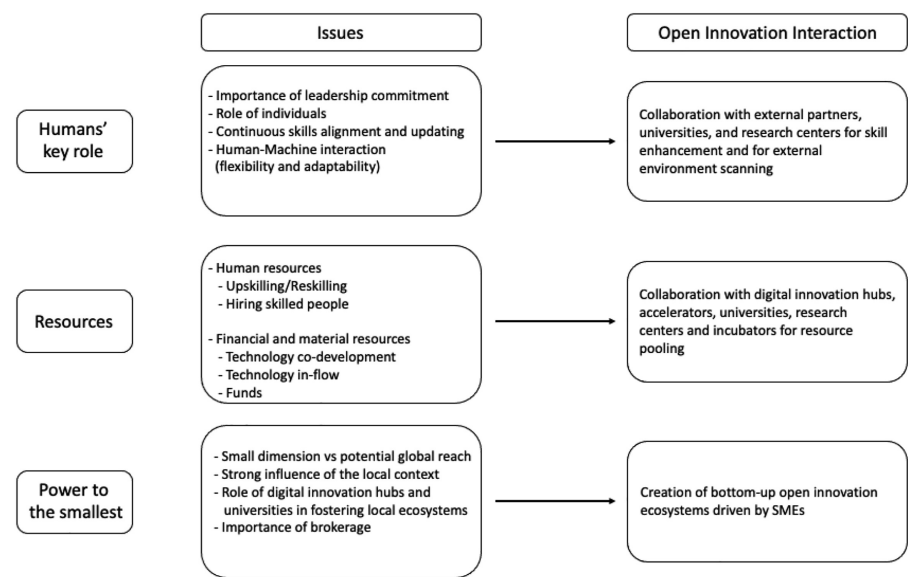 Issues
Open Innovation Interaction
Humans'
key role
- Importance of leadership commitment
- Role of individuals
- Continuous skills alignment and updating
- Human-Machine interaction
(flexibility and adaptability)
Collaboration with external partners,
universities, and research centers for skill
enhancement and for external
environment scanning
Resources
- Human resources
- Upskilling/Reskilling
- Hiring skilled people
- Financial and material resources
- Technology co-development
- Technology in-flow
- Funds
Collaboration with digital innovation hubs,
accelerators, universities, research
centers and incubators for resource
pooling
Power to
the smallest
- Small dimension vs potential global reach
- Strong influence of the local context
- Role of digital innovation hubs and
universities in fostering local ecosystems
- Importance of brokerage
Creation of bottom-up open innovation
ecosystems driven by SMEs